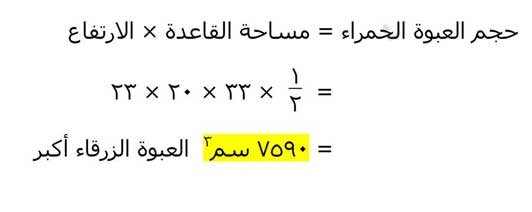 حجم العبوة الحمراء = مساحة القاعدة × الارتفاع
= ١/٢ × ٣٣ × ٢٠ × ٢٣
= ٧٥٩٠ سم٣ العبوة الزرقاء أكبر